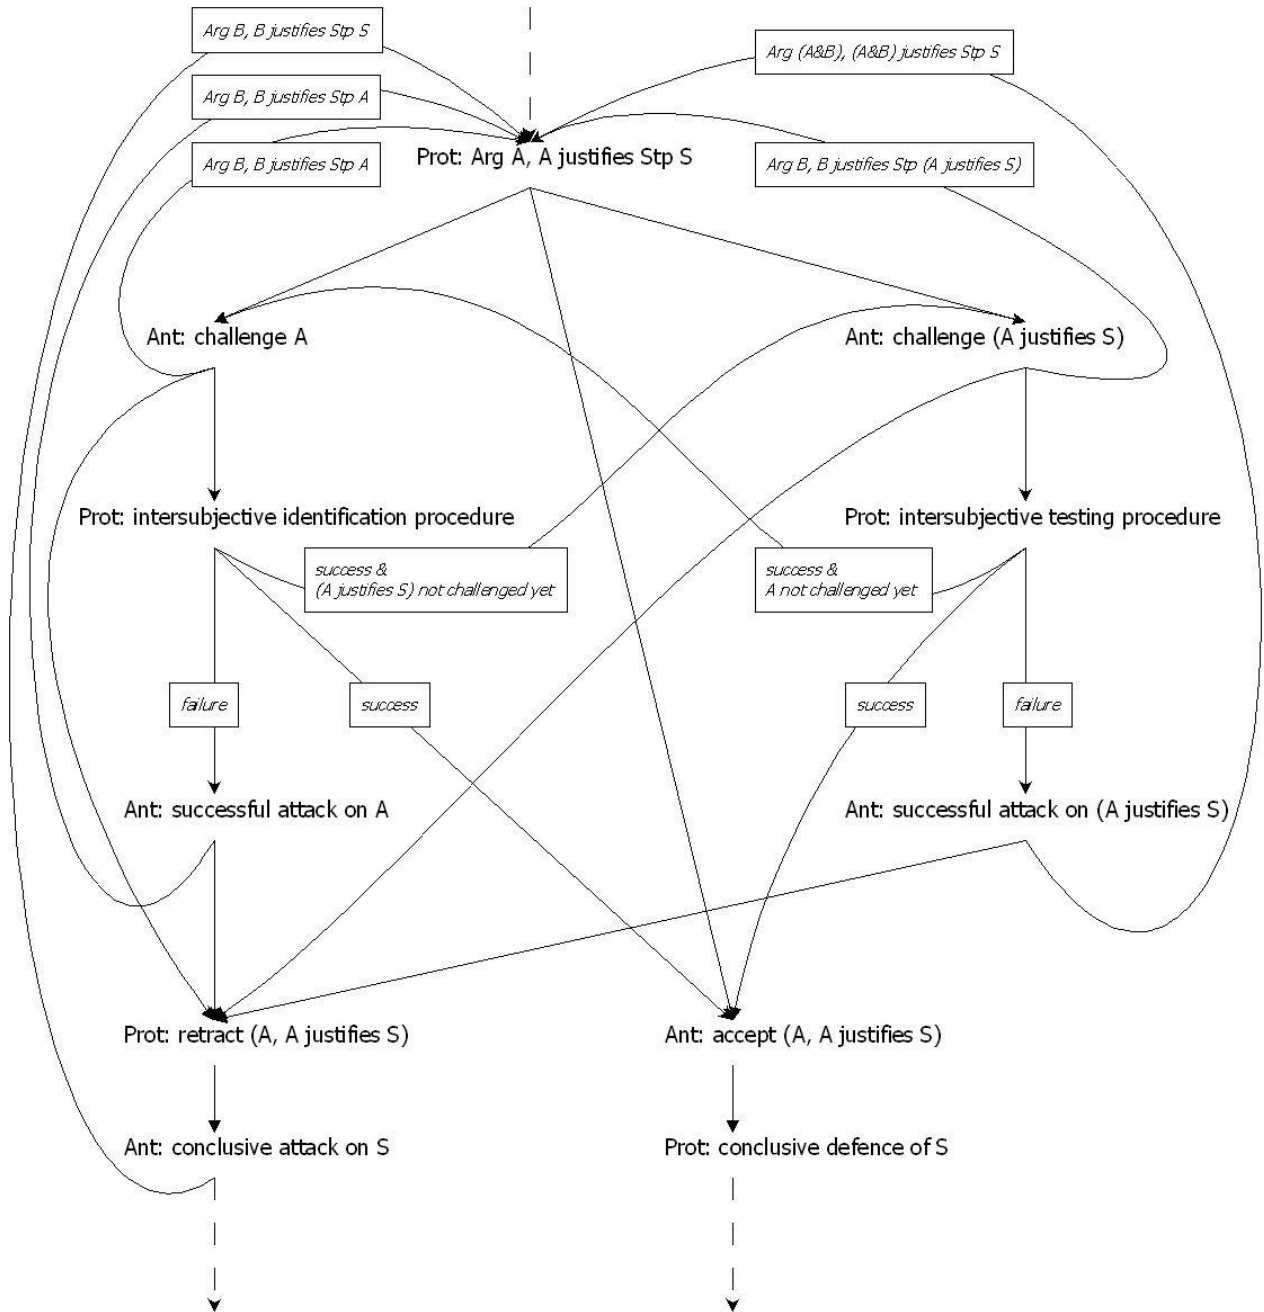 Arg B, B justifies Stp S
Arg (A&B), (A&B) justifies Stp S
Arg B, B justifies Stp A
Arg B, B justifies Stp A
Prot: Arg A, A justifies Stp S
Arg B, B justifies Stp (A justifies S)
Ant: challenge A
Ant: challenge (A justifies S)
Prot: intersubjective identification procedure
Prot: intersubjective testing procedure
success &
(A justifies S) not challenged yet
success &
A not challenged yet
failure
success
success
failure
Ant: successful attack on A
Ant: successful attack on (A justifies S)
Prot: retract (A, A justifies S)
Ant: accept (A, A justifies S)
Ant: conclusive attack on S
Prot: conclusive defence of S